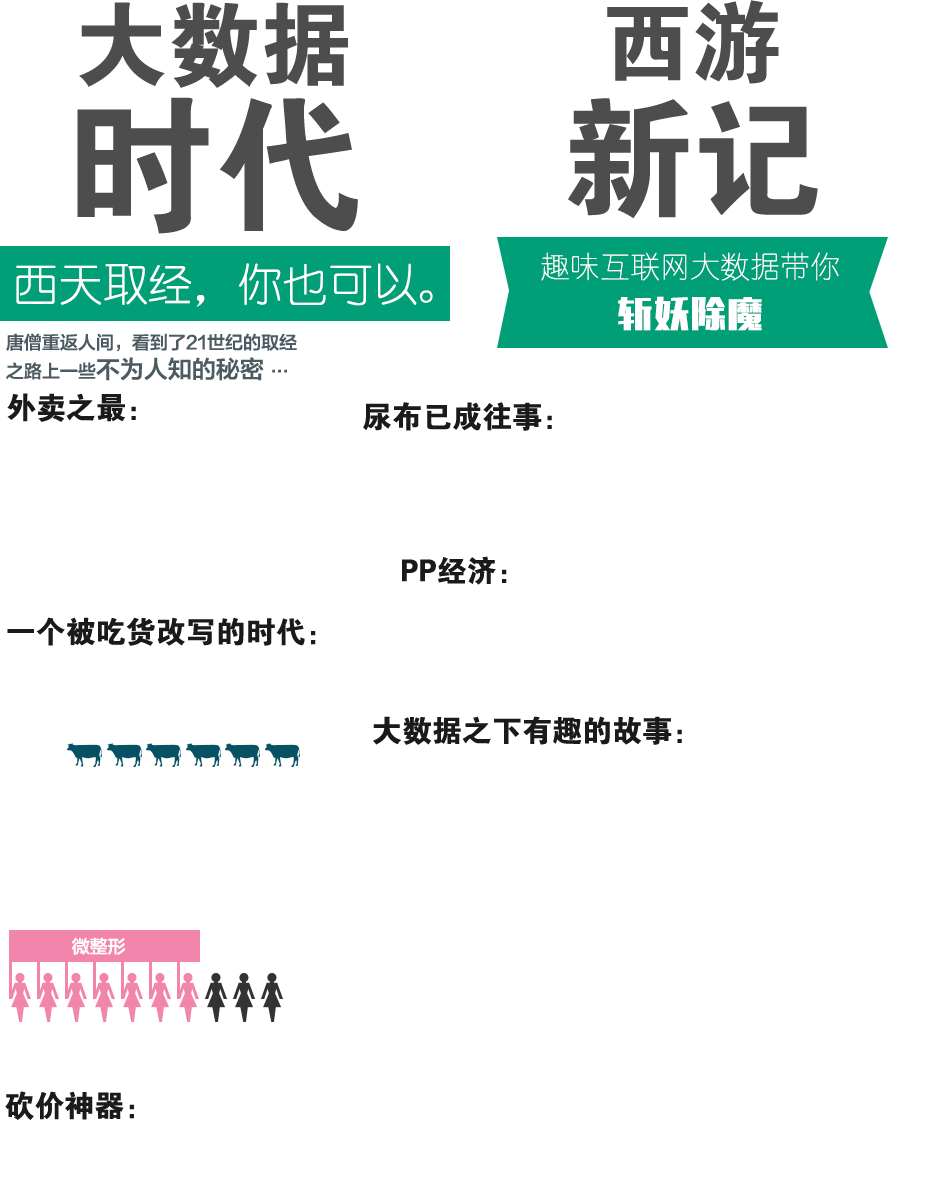 大数据
时代
西天取经，你也可以。
唐僧重返人间，看到了21世纪的取经
之路上一些不为人知的秘密 …
西游
新记
趣味互联网大数据带你
斩妖除魔
外卖之最：
尿布已成往事：
PP经济：
一个被吃货改写的时代：
大数据之下有趣的故事：
微整形
砍价神器：